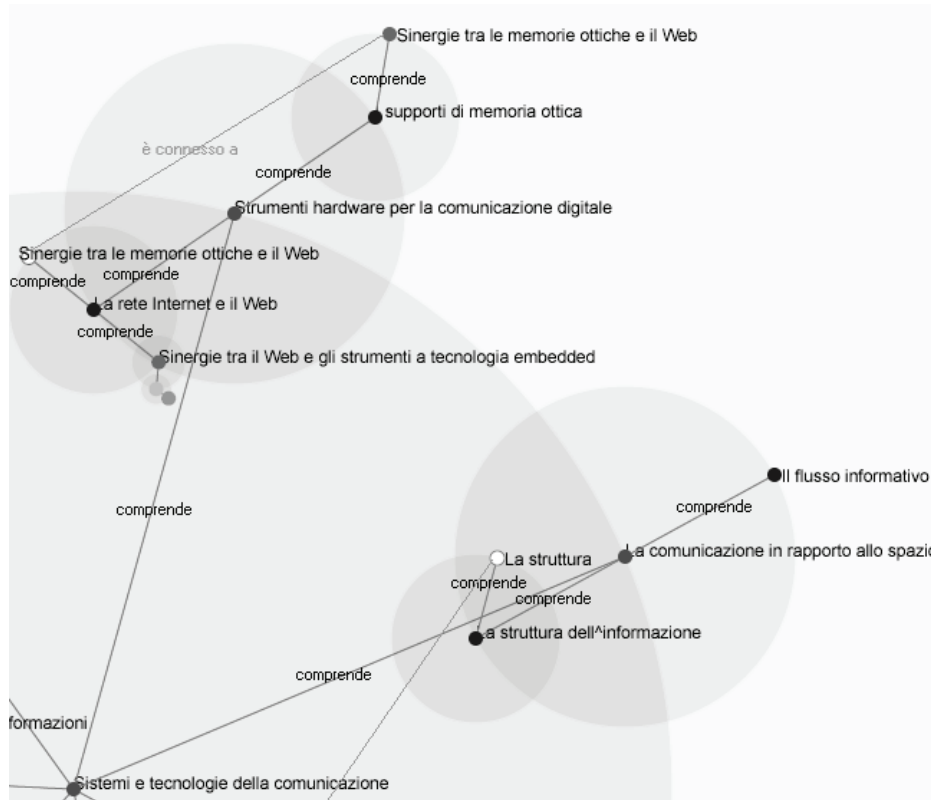 Sinergie tra le memorie ottiche e il Web
comprende
supporti di memoria ottica
è connesso a
comprende
Strumenti hardware per la comunicazione digitale
Sinergie tra le memorie ottiche e il Web
comprende
comprende
La rete Internet e il Web
comprende
Sinergie tra il Web e gli strumenti a tecnologia embedded
Il flusso informativo
comprende
comprende
La comunicazione in rapporto allo spazio
La struttura
comprende
comprende
La struttura dell^informazione
comprende
formazioni
Sistemi e tecnologie della comunicazione